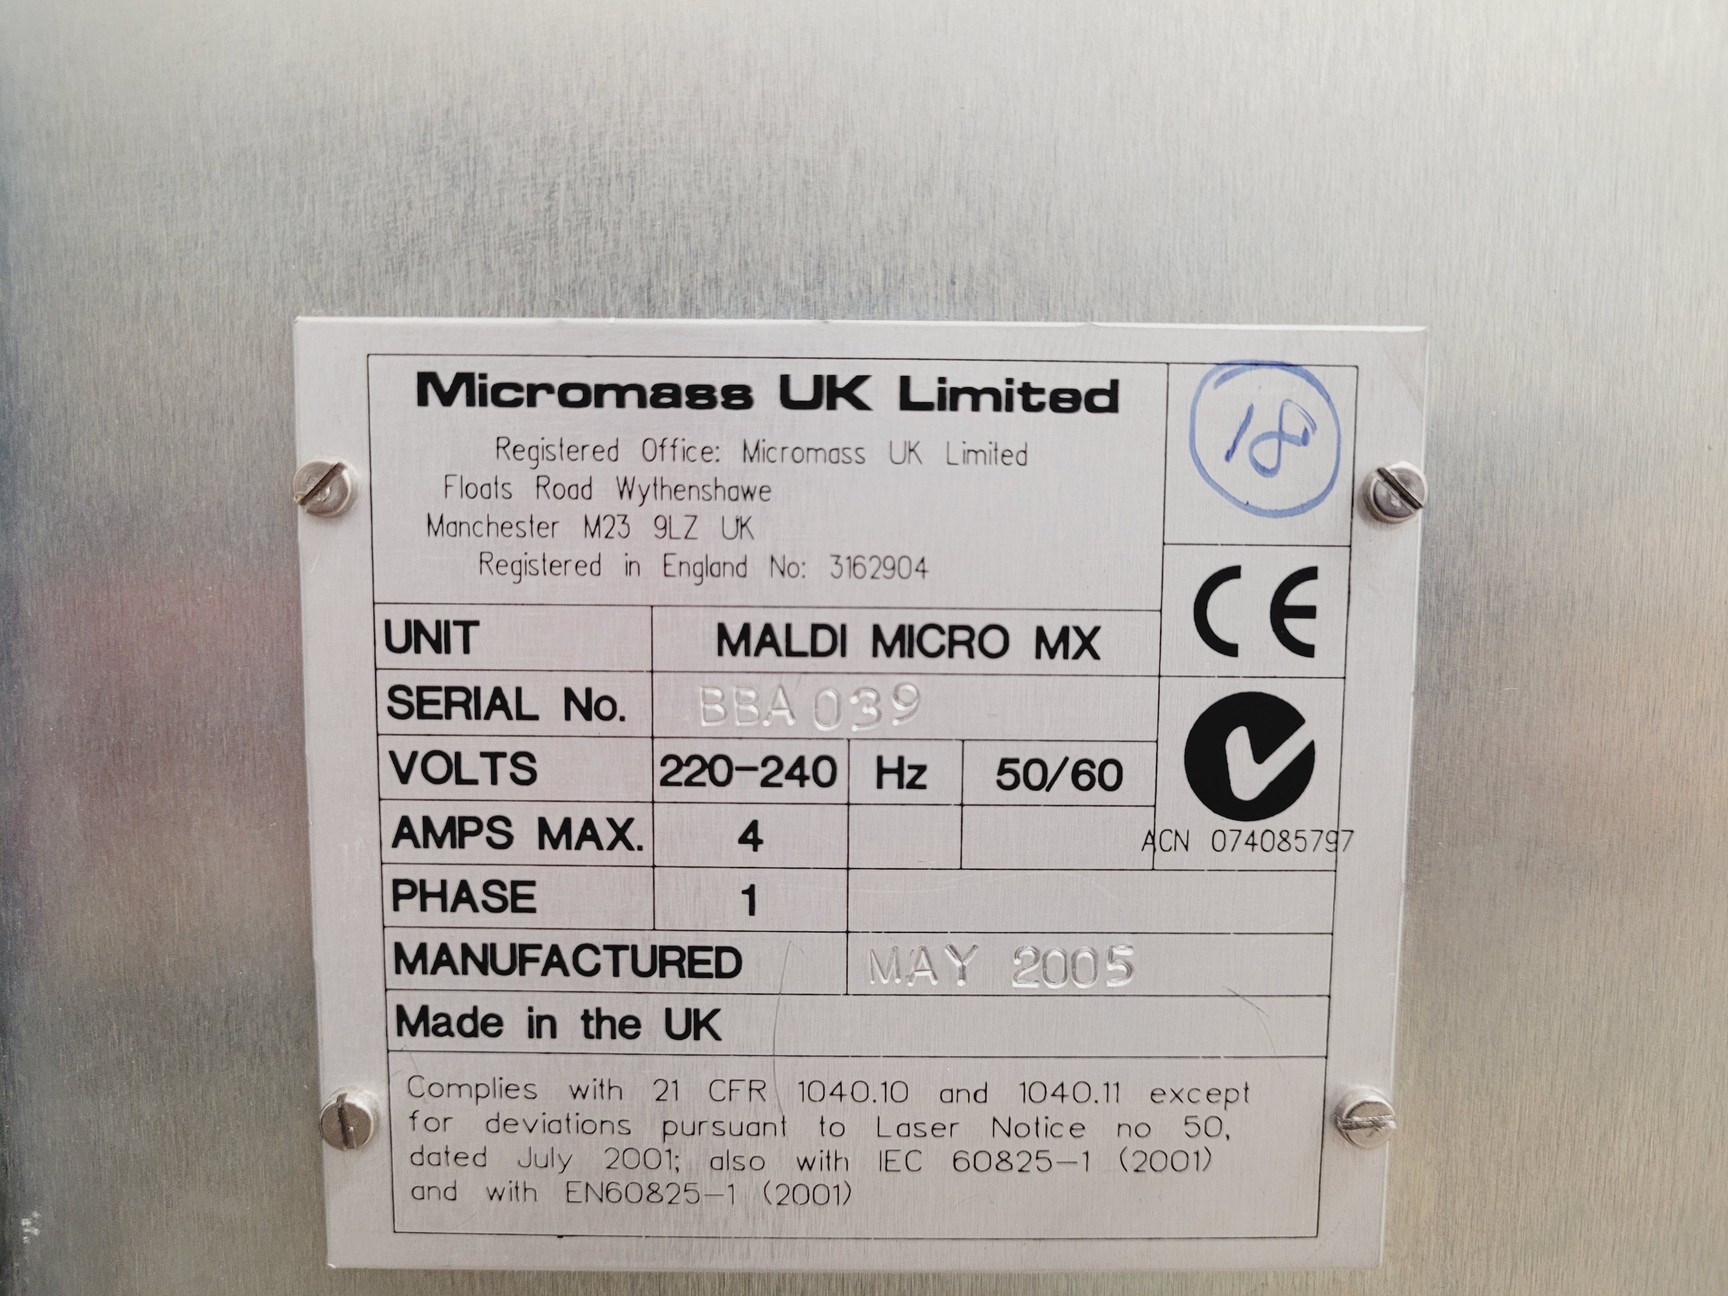 Micromass UK Limited
Registered Office: Micromass UK Limited
Floats Road Wythenshawe
Manchester M23 9LZ UK
Registered in England No: 3162904
18
CE
UNIT MALDI MICRO MX
SERIAL No. BBA039
VOLTS 220-240 Hz 50/60
AMPS MAX. 4
ACN 074085797
PHASE 1
MANUFACTURED MAY 2005
Made in the UK
Complies with 21 CFR 1040.10 and 1040.11 except
for deviations pursuant to Laser Notice no 50,
dated July 2001; also with IEC 60825-1 (2001)
and with EN60825-1 (2001)